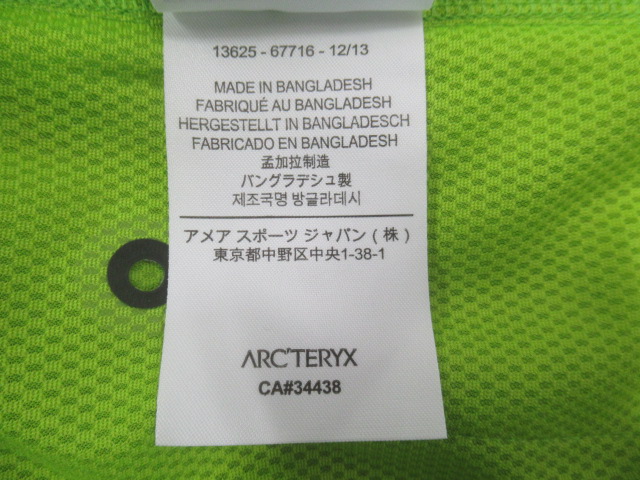 13625 - 67716 - 12/13
MADE IN BANGLADESH
FABRIQUÉ AU BANGLADESH
HERGESTELLT IN BANGLADESCH
FABRICADO EN BANGLADESH
孟加拉制造
バングラデシュ製
제조국명 방글라데시
アメア スポーツ ジャパン ( 株 )
東京都中野区中央1-38-1
ARC'TERYX
CA#34438